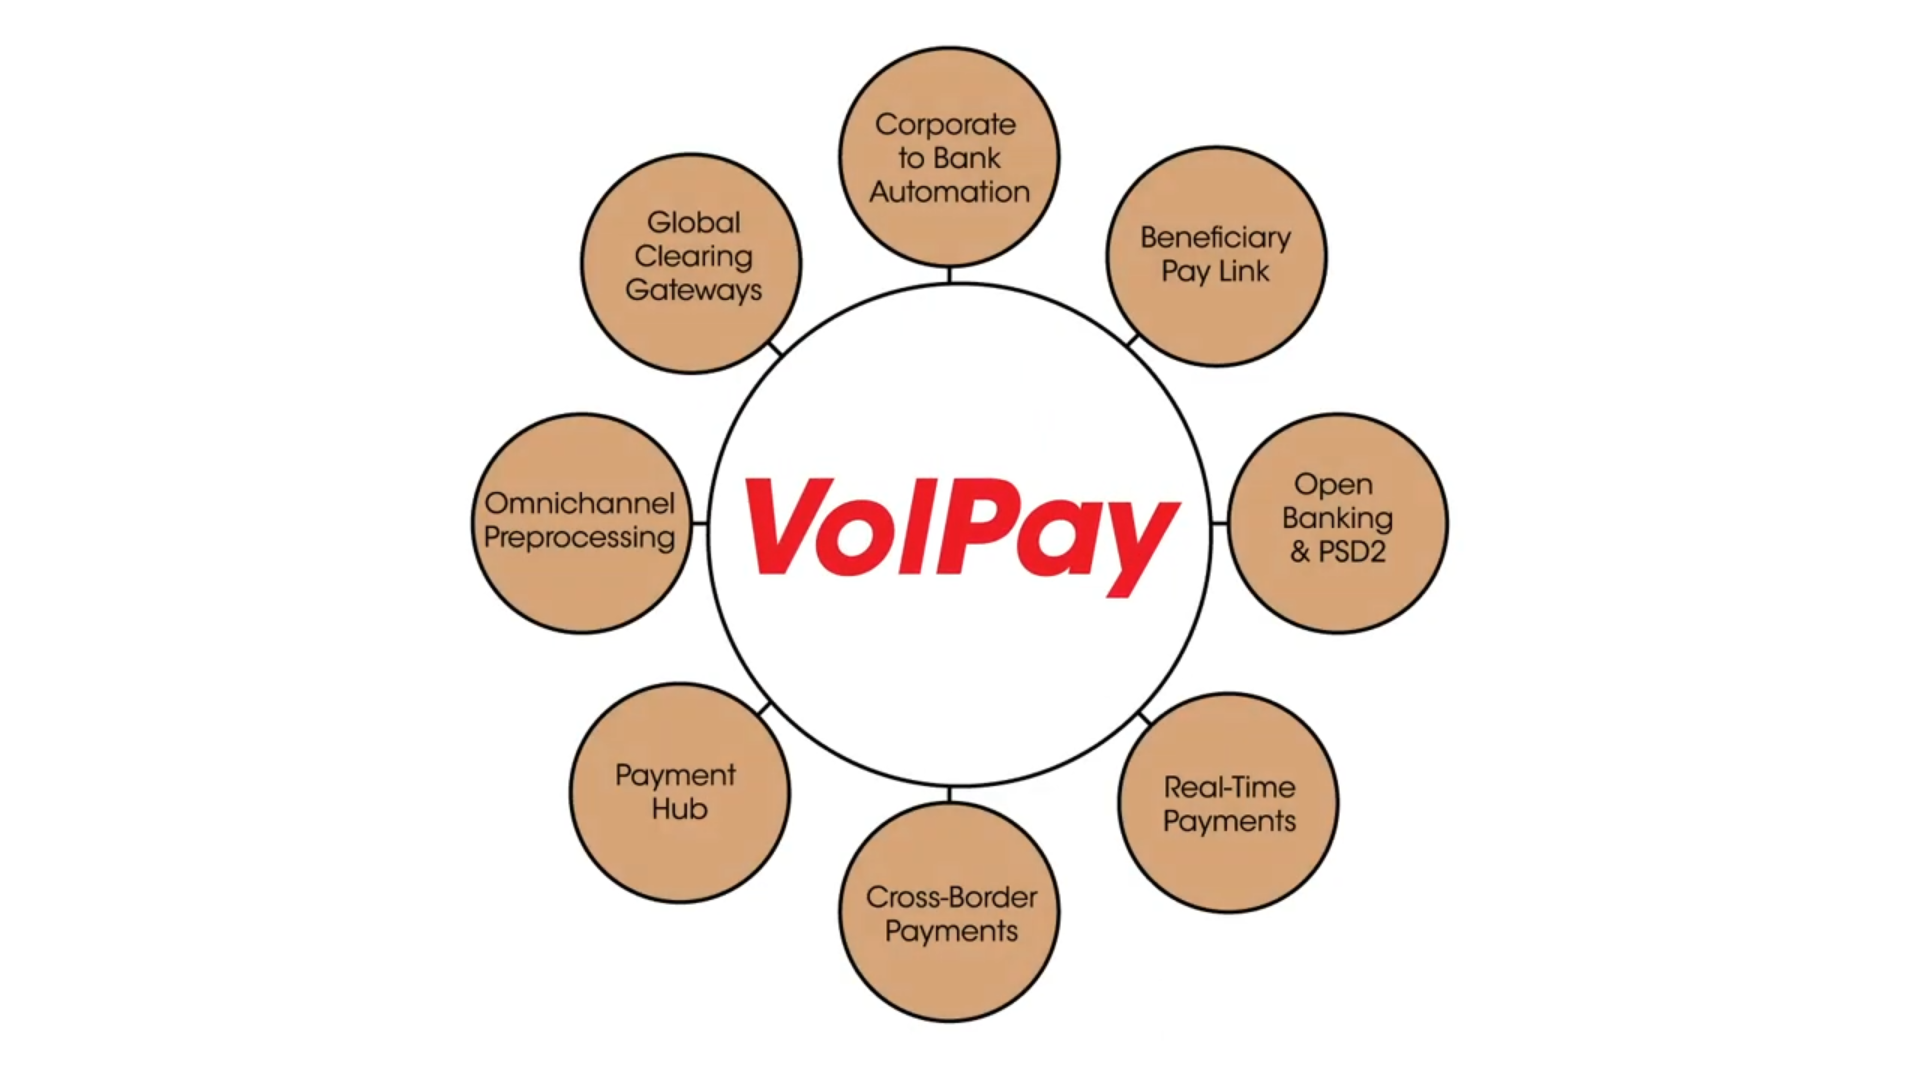 Corporate
to Bank
Automation
Beneficiary
Pay Link
Open
Banking
& PSD2
Real-Time
Payments
Cross-Border
Payments
Payment
Hub
Omnichannel
Preprocessing
Global
Clearing
Gateways
VolPay